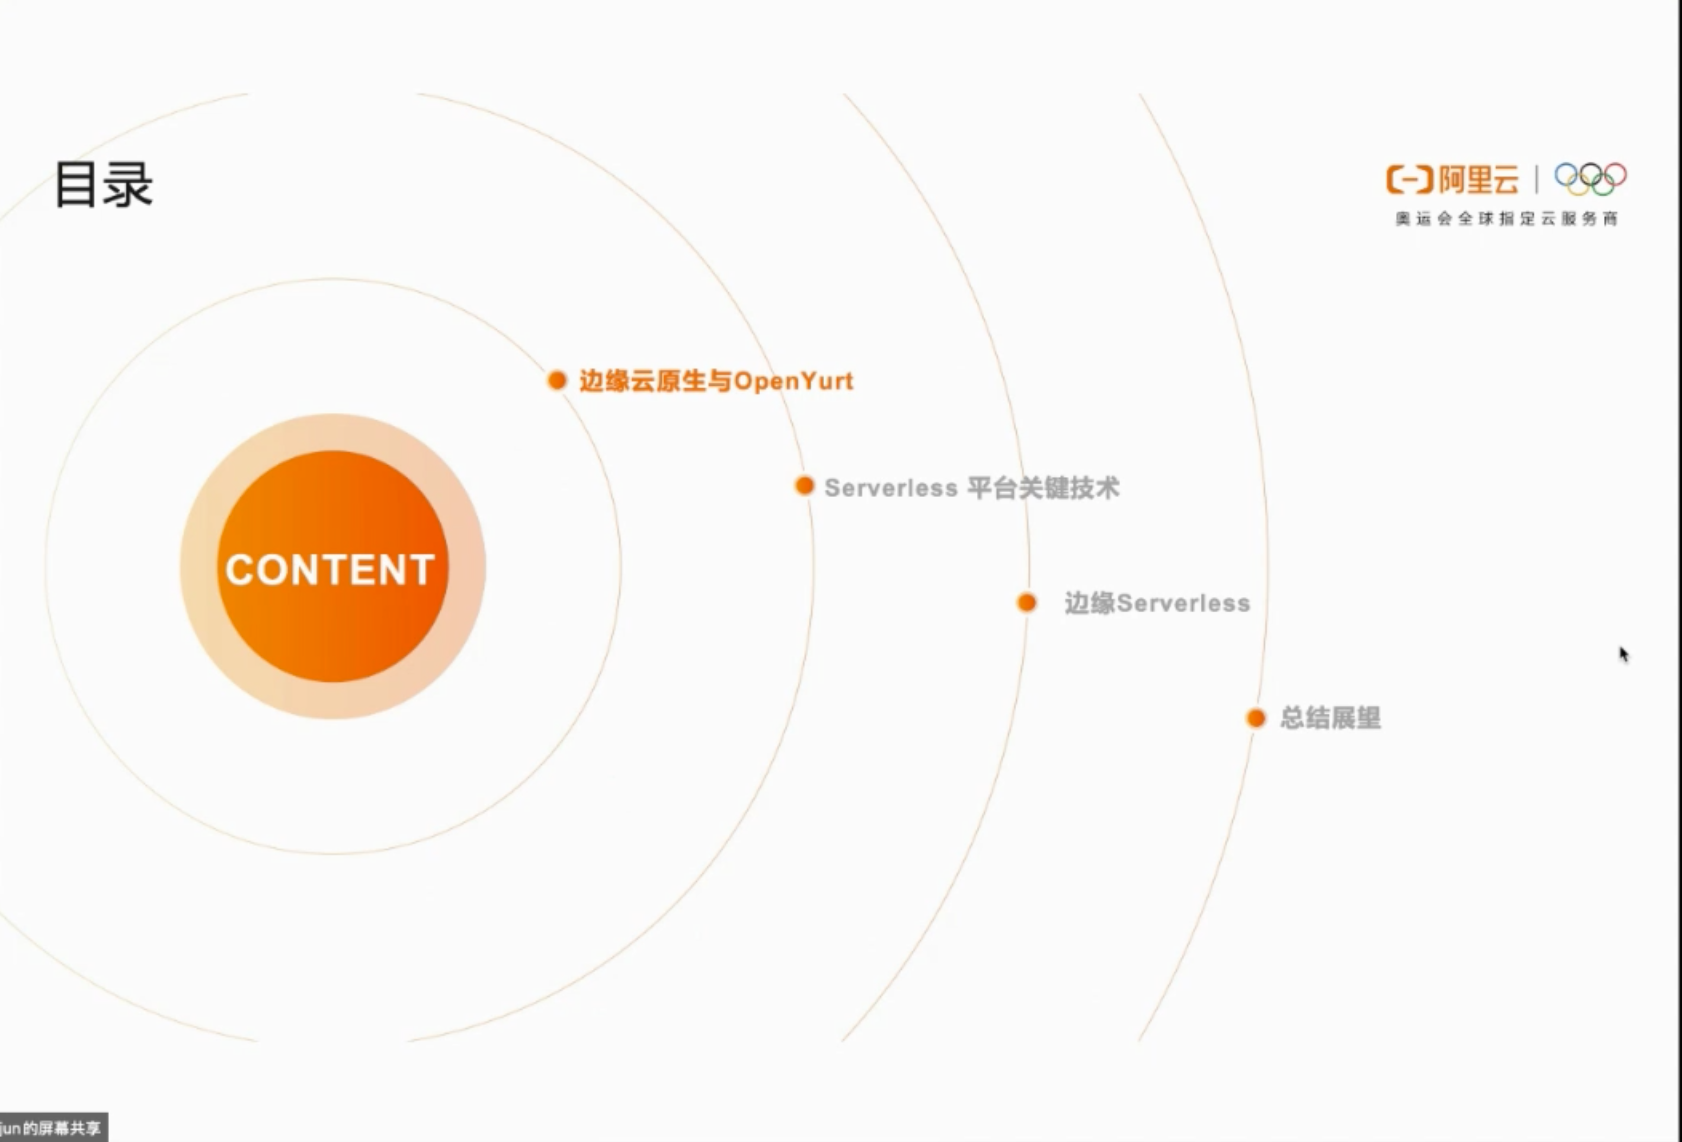 目录
阿里云
奥运会全球指定云服务商
边缘云原生与OpenYurt
Serverless 平台关键技术
CONTENT
边缘Serverless
总结展望
jun的屏幕共享